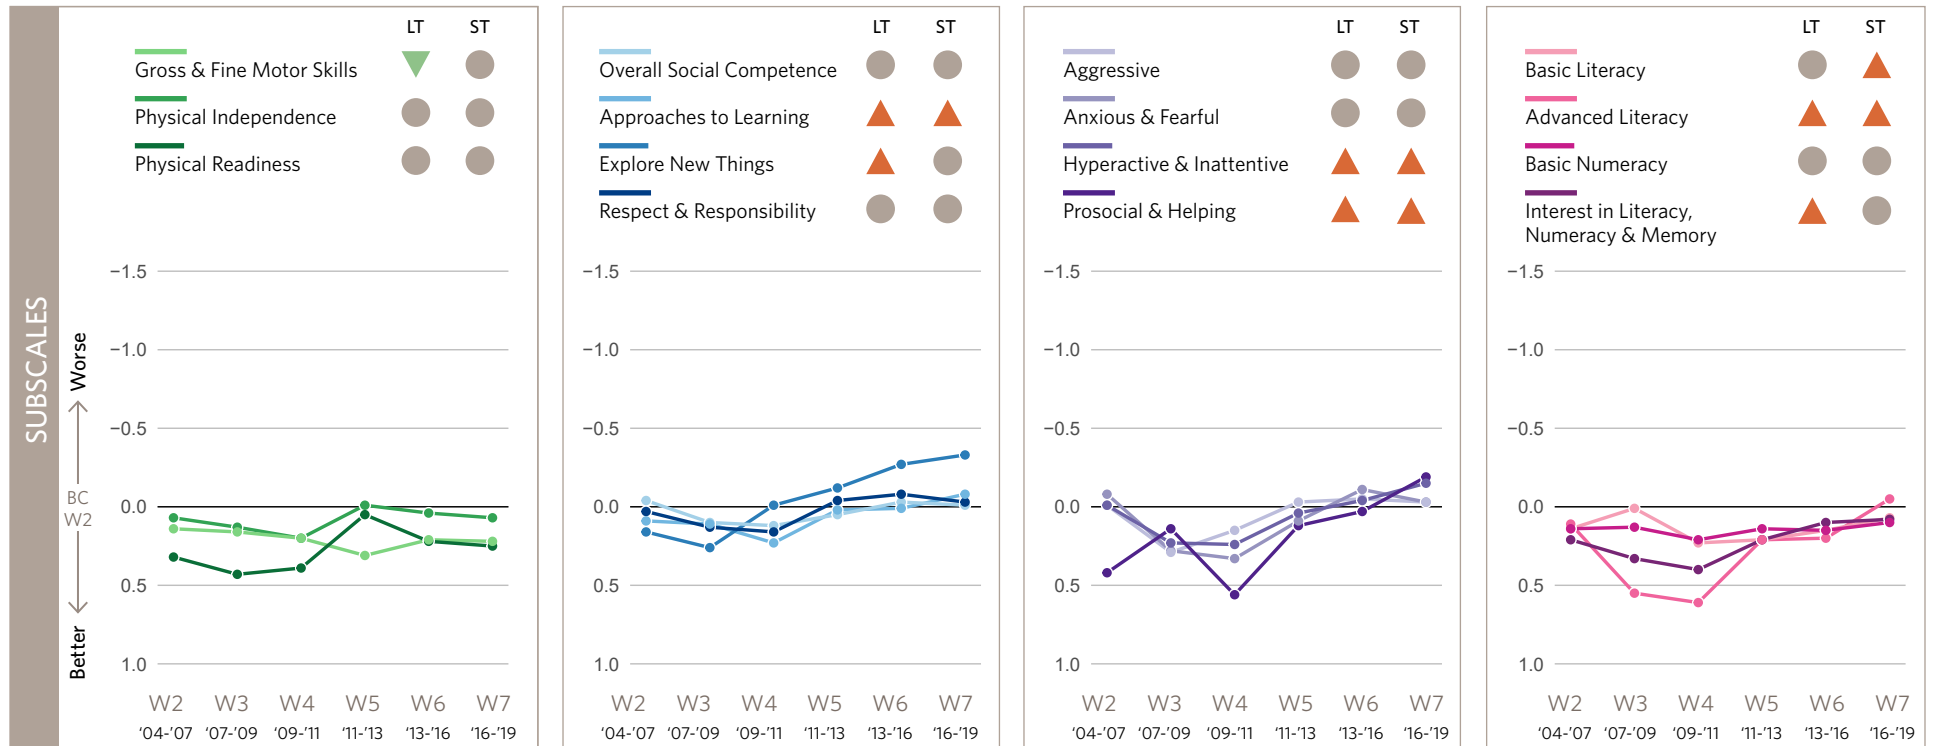 SUBSCALES
Worse
BC
W2
Better
LT ST
Gross & Fine Motor Skills
Physical Independence
Physical Readiness
−1.5
−1.0
−0.5
0.0
0.5
1.0
W2 W3 W4 W5 W6 W7
‘04-’07 ‘07-’09 ‘09-’11 ‘11-’13 ‘13-’16 ‘16-’19
LT ST
Overall Social Competence
Approaches to Learning
Explore New Things
Respect & Responsibility
−1.5
−1.0
−0.5
0.0
0.5
1.0
W2 W3 W4 W5 W6 W7
‘04-’07 ‘07-’09 ‘09-’11 ‘11-’13 ‘13-’16 ‘16-’19
LT ST
Aggressive
Anxious & Fearful
Hyperactive & Inattentive
Prosocial & Helping
−1.5
−1.0
−0.5
0.0
0.5
1.0
W2 W3 W4 W5 W6 W7
‘04-’07 ‘07-’09 ‘09-’11 ‘11-’13 ‘13-’16 ‘16-’19
LT ST
Basic Literacy
Advanced Literacy
Basic Numeracy
Interest in Literacy,
Numeracy & Memory
−1.5
−1.0
−0.5
0.0
0.5
1.0
W2 W3 W4 W5 W6 W7
‘04-’07 ‘07-’09 ‘09-’11 ‘11-’13 ‘13-’16 ‘16-’19